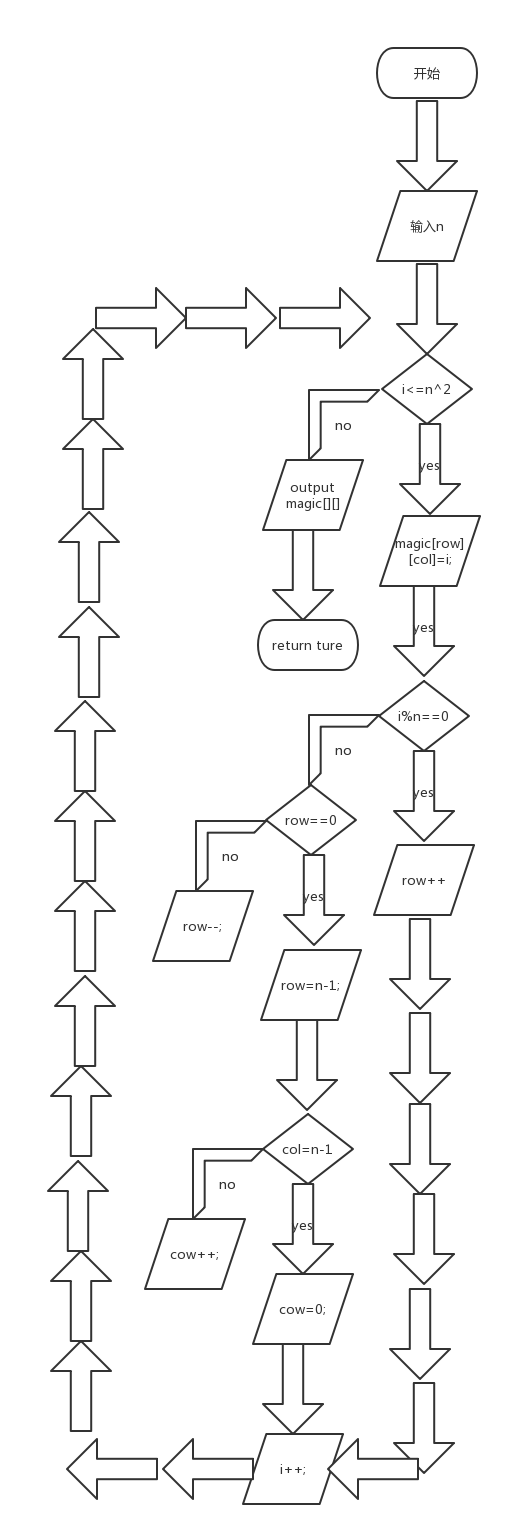 开始
输入n
i<=n^2
no
yes
output
magic[][]
magic[row]
[col]=i;
return ture
yes
i%n==0
no
yes
row==0
no
yes
row++
row--;
row=n-1;
col=n-1
no
yes
cow++;
cow=0;
i++;